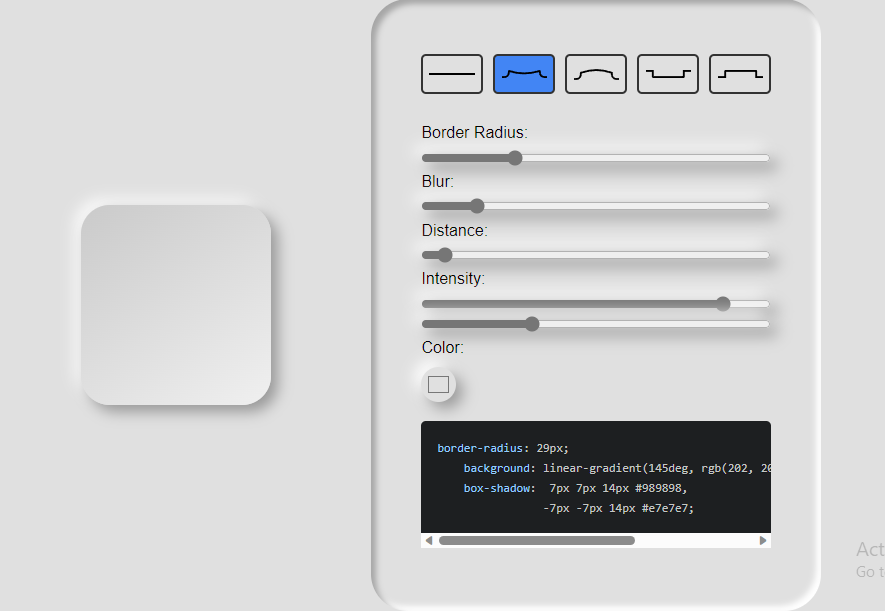 Border Radius:
Blur:
Distance:
Intensity:
Color:
border-radius: 29px;
background: linear-gradient(145deg, rgb(202, 20
box-shadow:  7px 7px 14px #989898,
-7px -7px 14px #e7e7e7;
Act
Go t